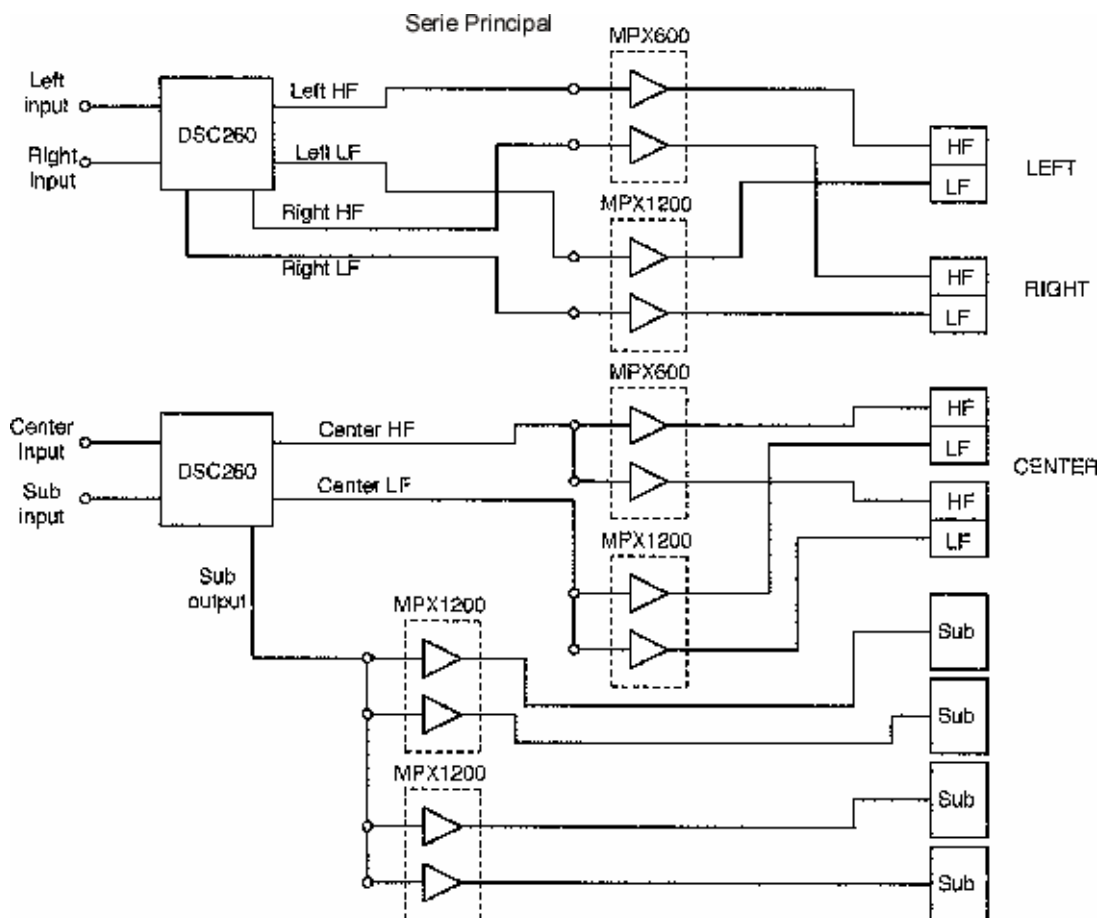 Serie Principal
MPX600
Left
input
Left HF
DSC260
HF
LEFT
Right
Input
Left LF
LF
Right HF
MPX1200
Right LF
HF
RIGHT
LF
MPX600
Center
Input
Center HF
HF
DSC260
LF
CENTER
Sub
input
Center LF
HF
MPX1200
LF
Sub
output
MPX1200
Sub
Sub
MPX1200
Sub
Sub